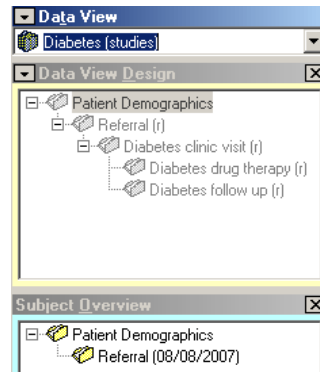 Data View
Diabetes (studies)
Data View Design
Patient Demographics
Referral (r)
Diabetes clinic visit (r)
Diabetes drug therapy (r)
Diabetes follow up (r)
Subject Overview
Patient Demographics
Referral (08/08/2007)